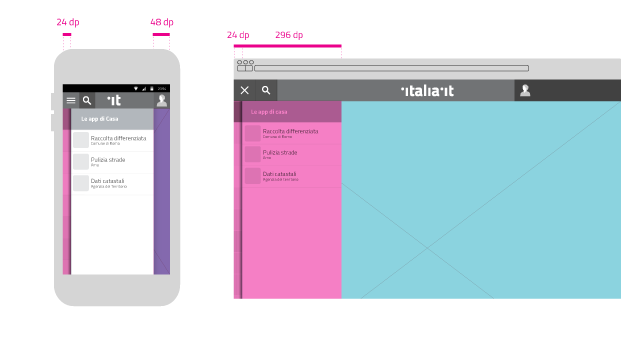 24 dp
48 dp
·it
La app di Casa
Raccolta differenziata
Comune di Roma
Pulizia strade
Ama
Dati catastali
Agenzia del Territorio
24 dp
296 dp
·italia·it
La app di casa
Raccolta differenziata
Comune di Roma
Pulizia strade
Ama
Dati catastali
Agenzia del Territorio